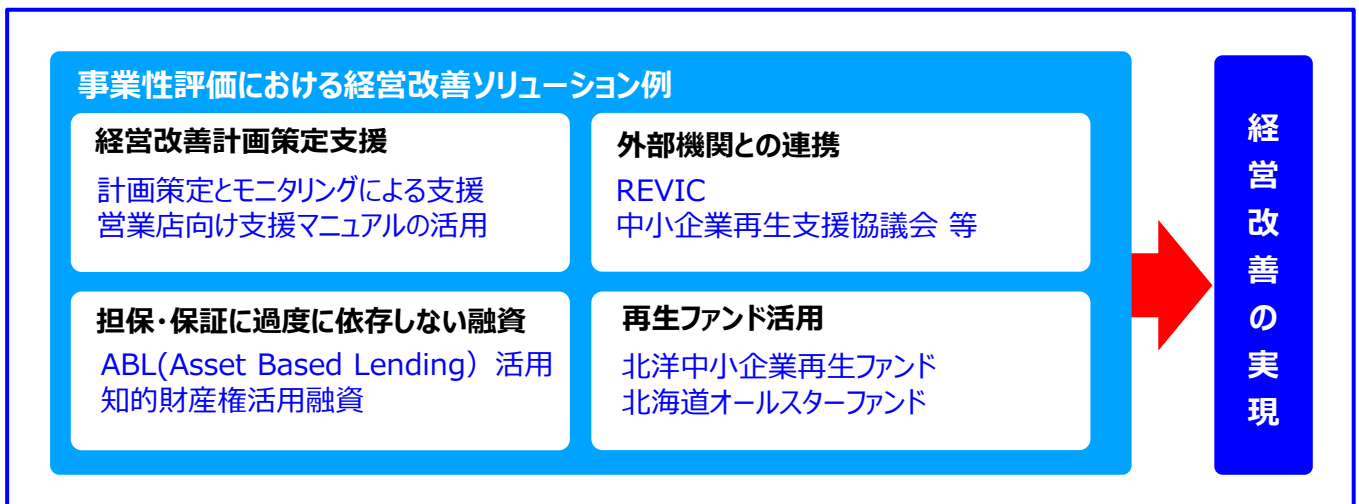 事業性評価における経営改善ソリューション例
経営改善計画策定支援
計画策定とモニタリングによる支援
営業店向け支援マニュアルの活用
外部機関との連携
REVIC
中小企業再生支援協議会 等
担保・保証に過度に依存しない融資
ABL(Asset Based Lending）活用
知的財産権活用融資
再生ファンド活用
北洋中小企業再生ファンド
北海道オールスターファンド
経営改善の実現